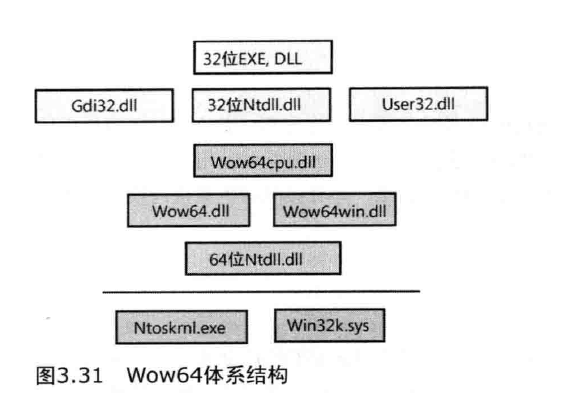 32位EXE, DLL
Gdi32.dll 32位Ntdll.dll User32.dll
Wow64cpu.dll
Wow64.dll Wow64win.dll
64位Ntdll.dll
Ntoskrnl.exe Win32k.sys
图3.31 Wow64体系结构